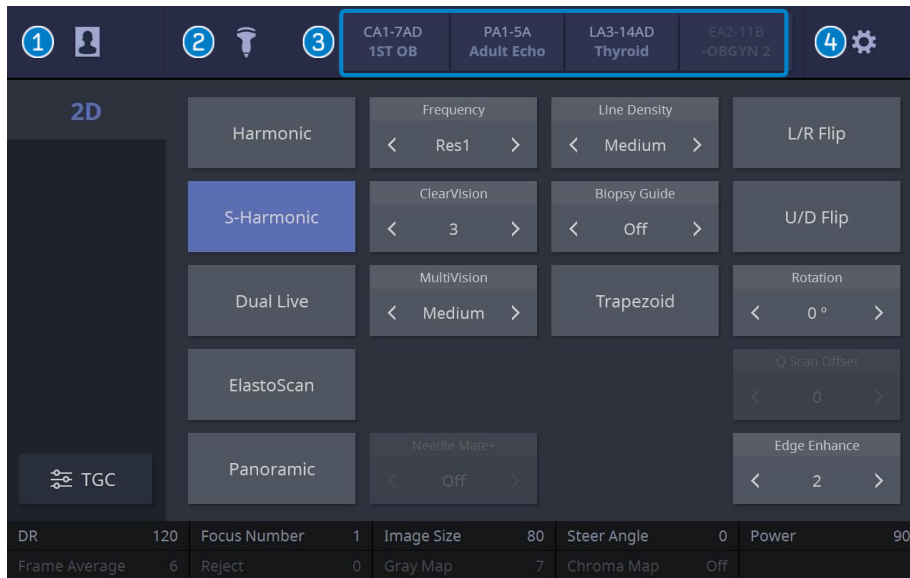 1
2
3
CA1-7AD
1ST OB
PA1-5A
Adult Echo
LA3-14AD
Thyroid
EA2-11B
-OBGYN 2
4
2D
Harmonic
Frequency
< Res1 >
Line Density
< Medium >
L/R Flip
S-Harmonic
ClearVision
< 3 >
Biopsy Guide
< Off >
U/D Flip
Dual Live
MultiVision
< Medium >
Trapezoid
Rotation
< 0 ° >
ElastoScan
Q Scan Offset
< 0 >
TGC
Panoramic
Needle Mate+
< Off >
Edge Enhance
< 2 >
DR 120 Focus Number 1 Image Size 80 Steer Angle 0 Power 90
Frame Average 6 Reject 0 Gray Map 7 Chroma Map Off